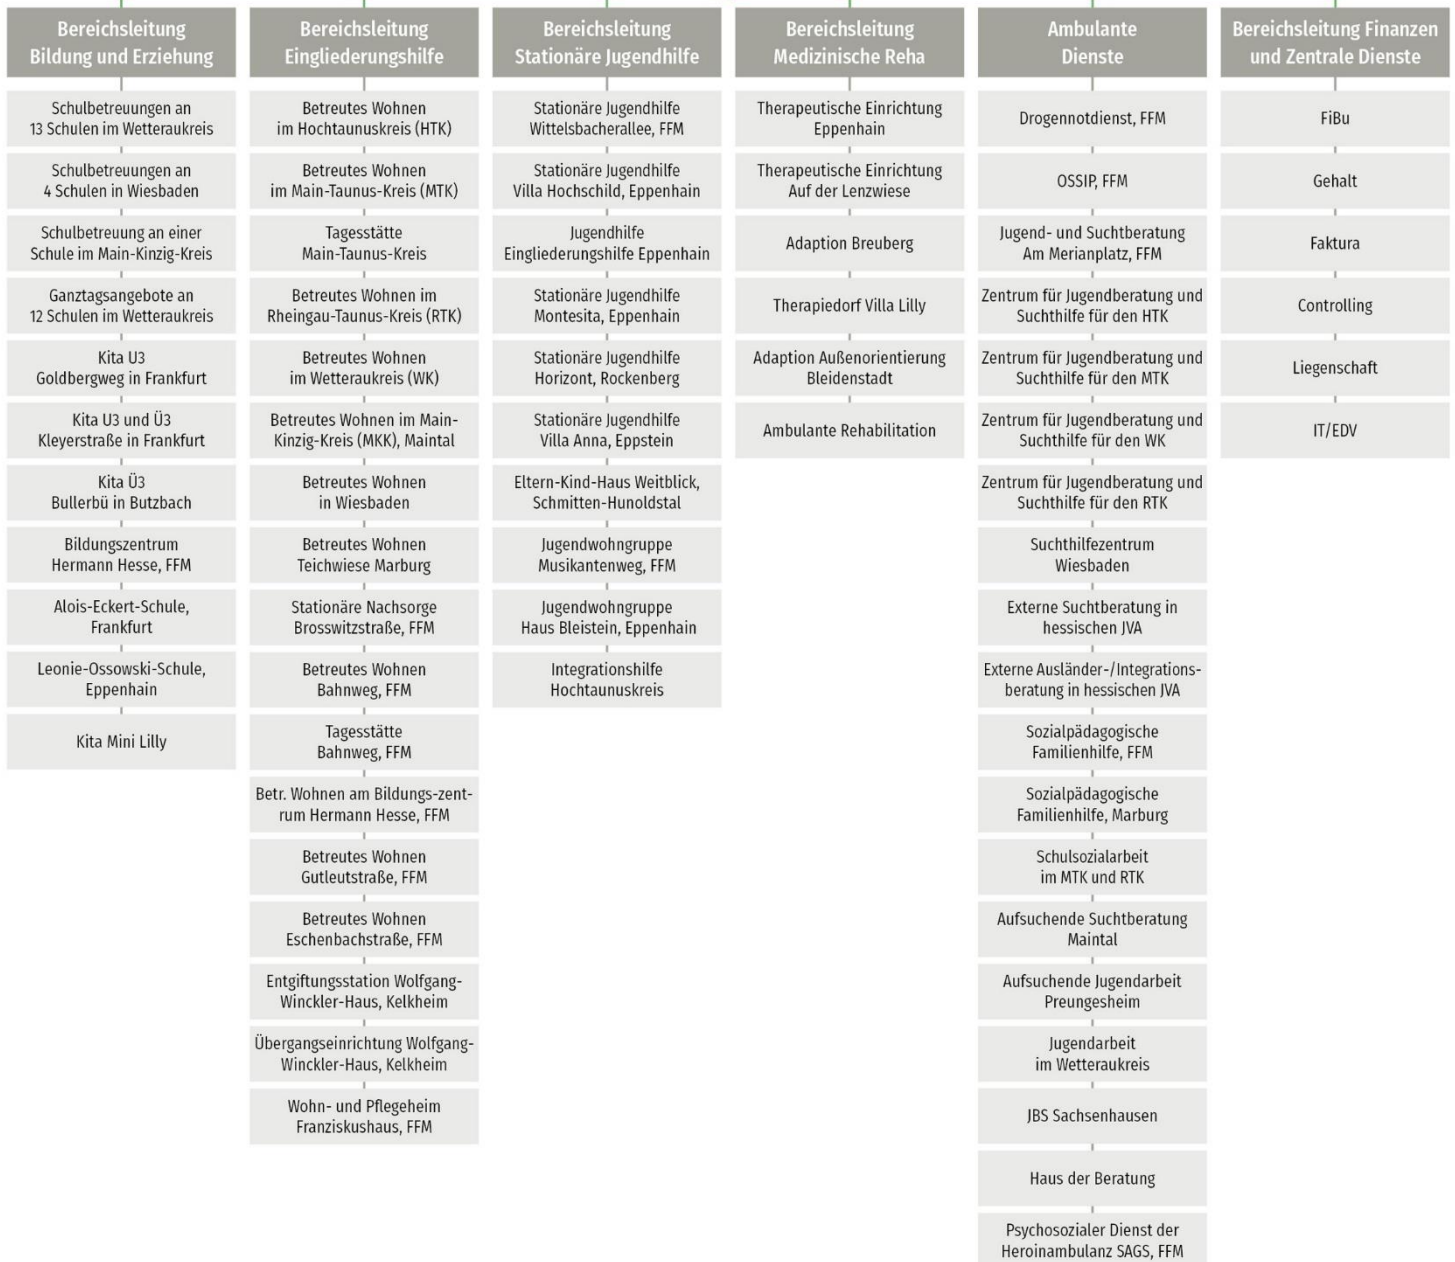 Bereichsleitung
Bildung und Erziehung
Schulbetreuungen an
13 Schulen im Wetteraukreis
Schulbetreuungen an
4 Schulen in Wiesbaden
Schulbetreuung an einer
Schule im Main-Kinzig-Kreis
Ganztagsangebote an
12 Schulen im Wetteraukreis
Kita U3
Goldbergweg in Frankfurt
Kita U3 und Ü3
Kleyerstraße in Frankfurt
Kita Ü3
Bullerbü in Butzbach
Bildungszentrum
Hermann Hesse, FFM
Alois-Eckert-Schule,
Frankfurt
Leonie-Ossowski-Schule,
Eppenhain
Kita Mini Lilly
Bereichsleitung
Eingliederungshilfe
Betreutes Wohnen
im Hochtaunuskreis (HTK)
Betreutes Wohnen
im Main-Taunus-Kreis (MTK)
Tagesstätte
Main-Taunus-Kreis
Betreutes Wohnen im
Rheingau-Taunus-Kreis (RTK)
Betreutes Wohnen
im Wetteraukreis (WK)
Betreutes Wohnen im Main-
Kinzig-Kreis (MKK), Maintal
Betreutes Wohnen
in Wiesbaden
Betreutes Wohnen
Teichwiese Marburg
Stationäre Nachsorge
Brosswitzstraße, FFM
Betreutes Wohnen
Bahnweg, FFM
Tagesstätte
Bahnweg, FFM
Betr. Wohnen am Bildungs-zent-
rum Hermann Hesse, FFM
Betreutes Wohnen
Gutleutstraße, FFM
Betreutes Wohnen
Eschenbachstraße, FFM
Entgiftungsstation Wolfgang-
Winckler-Haus, Kelkheim
Übergangseinrichtung Wolfgang-
Winckler-Haus, Kelkheim
Wohn- und Pflegeheim
Franziskushaus, FFM
Bereichsleitung
Stationäre Jugendhilfe
Stationäre Jugendhilfe
Wittelsbacherallee, FFM
Stationäre Jugendhilfe
Villa Hochschild, Eppenhain
Jugendhilfe
Eingliederungshilfe Eppenhain
Stationäre Jugendhilfe
Montesita, Eppenhain
Stationäre Jugendhilfe
Horizont, Rockenberg
Stationäre Jugendhilfe
Villa Anna, Eppstein
Eltern-Kind-Haus Weitblick,
Schmitten-Hunoldstal
Jugendwohngruppe
Musikantenweg, FFM
Jugendwohngruppe
Haus Bleistein, Eppenhain
Integrationshilfe
Hochtaunuskreis
Bereichsleitung
Medizinische Reha
Therapeutische Einrichtung
Eppenhain
Therapeutische Einrichtung
Auf der Lenzwiese
Adaption Breuberg
Therapiedorf Villa Lilly
Adaption Außenorientierung
Bleidenstadt
Ambulante Rehabilitation
Ambulante
Dienste
Drogennotdienst, FFM
OSSIP, FFM
Jugend- und Suchtberatung
Am Merianplatz, FFM
Zentrum für Jugendberatung und
Suchthilfe für den HTK
Zentrum für Jugendberatung und
Suchthilfe für den MTK
Zentrum für Jugendberatung und
Suchthilfe für den WK
Zentrum für Jugendberatung und
Suchthilfe für den RTK
Suchthilfezentrum
Wiesbaden
Externe Suchtberatung in
hessischen JVA
Externe Ausländer-/Integrations-
beratung in hessischen JVA
Sozialpädagogische
Familienhilfe, FFM
Sozialpädagogische
Familienhilfe, Marburg
Schulsozialarbeit
im MTK und RTK
Aufsuchende Suchtberatung
Maintal
Aufsuchende Jugendarbeit
Preungesheim
Jugendarbeit
im Wetteraukreis
JBS Sachsenhausen
Haus der Beratung
Psychosozialer Dienst der
Heroinambulanz SAGS, FFM
Bereichsleitung Finanzen
und Zentrale Dienste
FiBu
Gehalt
Faktura
Controlling
Liegenschaft
IT/EDV